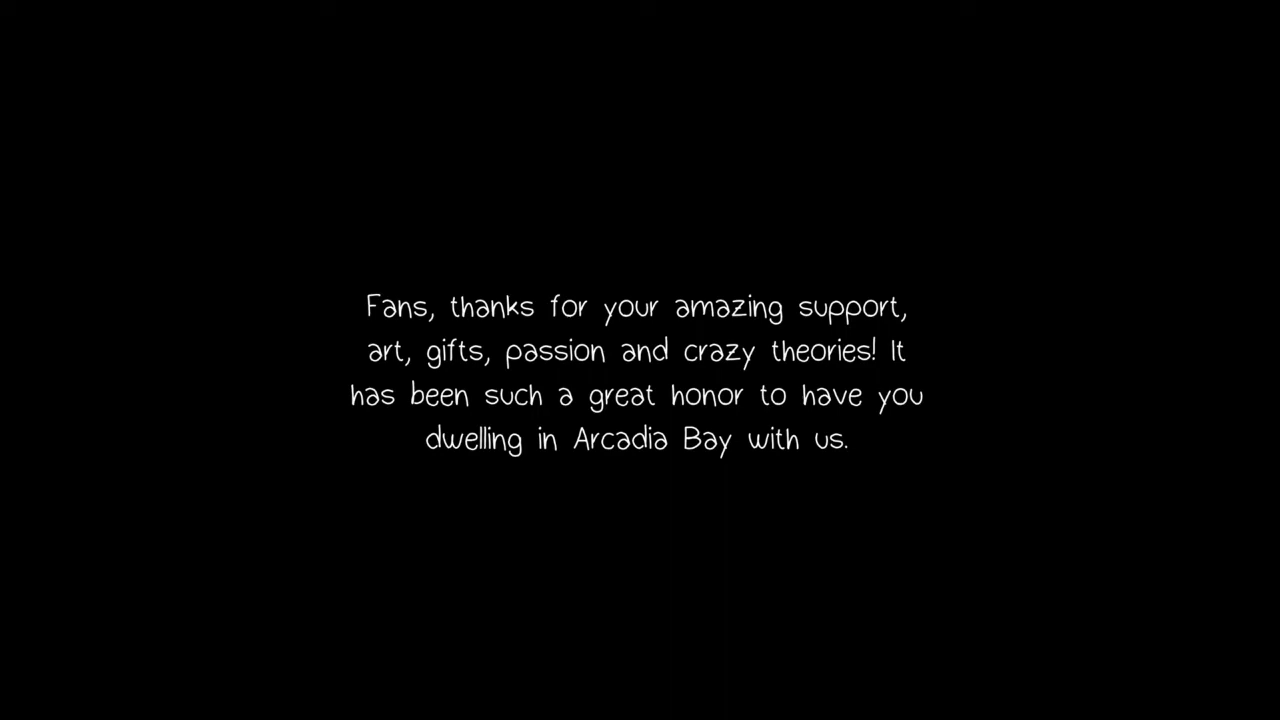 Fans, thanks for your amazing support,
art, gifts, passion and crazy theories! It
has been such a great honor to have you
dwelling in Arcadia Bay with us.